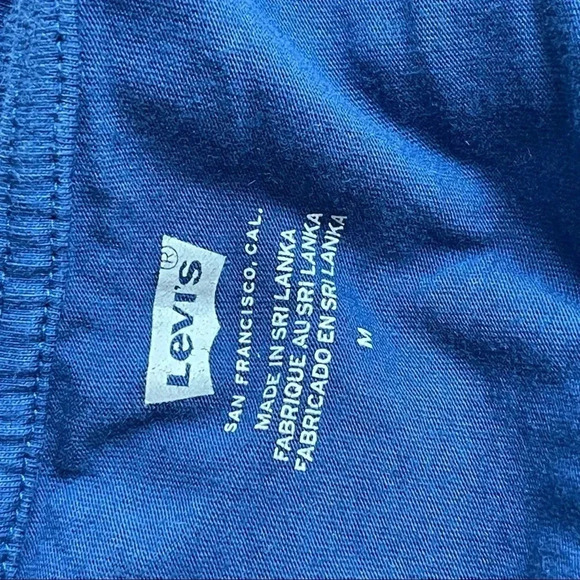 Levi's®
SAN FRANCISCO, CAL.
MADE IN SRI LANKA
FABRIQUE AU SRI LANKA
FABRICADO EN SRI LANKA
M